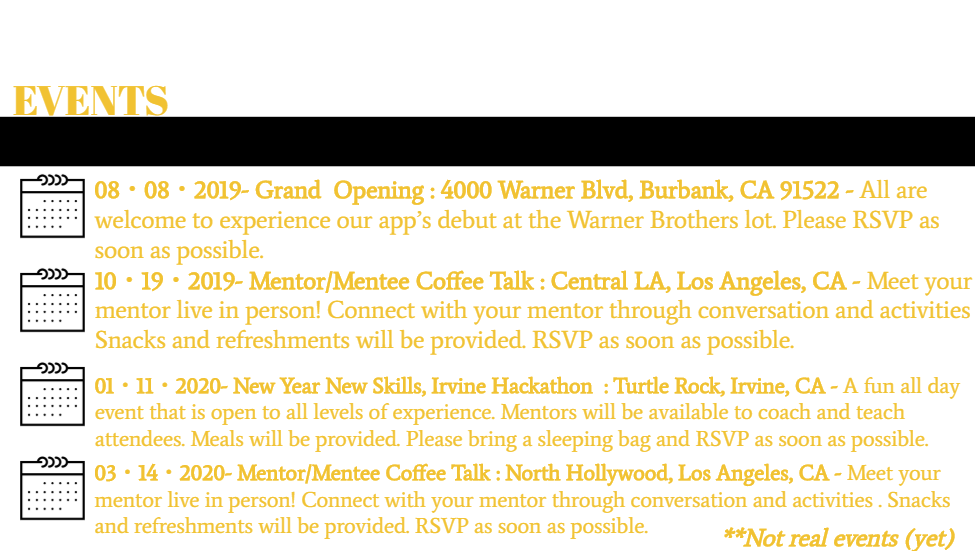 EVENTS
08 • 08 • 2019- Grand Opening : 4000 Warner Blvd, Burbank, CA 91522 - All are
welcome to experience our app's debut at the Warner Brothers lot. Please RSVP as
soon as possible.
10 • 19 • 2019- Mentor/Mentee Coffee Talk : Central LA, Los Angeles, CA - Meet your
mentor live in person! Connect with your mentor through conversation and activities
Snacks and refreshments will be provided. RSVP as soon as possible.
01 • 11 • 2020- New Year New Skills, Irvine Hackathon : Turtle Rock, Irvine, CA - A fun all day
event that is open to all levels of experience. Mentors will be available to coach and teach
attendees. Meals will be provided. Please bring a sleeping bag and RSVP as soon as possible.
03 • 14 • 2020- Mentor/Mentee Coffee Talk : North Hollywood, Los Angeles, CA - Meet your
mentor live in person! Connect with your mentor through conversation and activities . Snacks
and refreshments will be provided. RSVP as soon as possible.
**Not real events (yet)